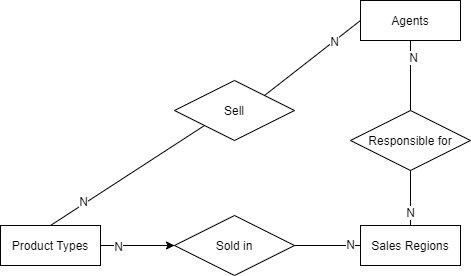 Agents
N
N
Sell
Responsible for
N
N
Product Types
N
Sold in
N
Sales Regions